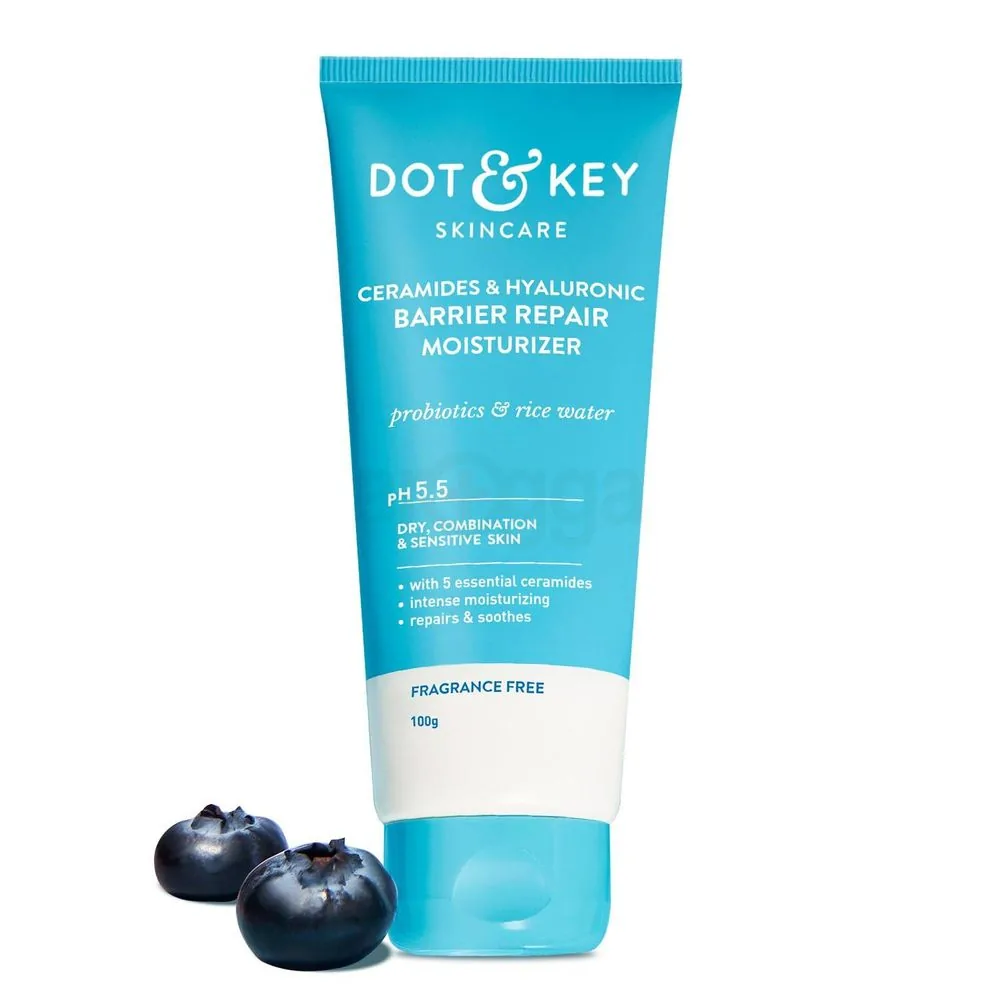 DOT & KEY
SKINCARE
CERAMIDES & HYALURONIC
BARRIER REPAIR
MOISTURIZER
probiotics & rice water
pH 5.5
DRY, COMBINATION
& SENSITIVE SKIN
• with 5 essential ceramides
• intense moisturizing
• repairs & soothes
FRAGRANCE FREE
100g